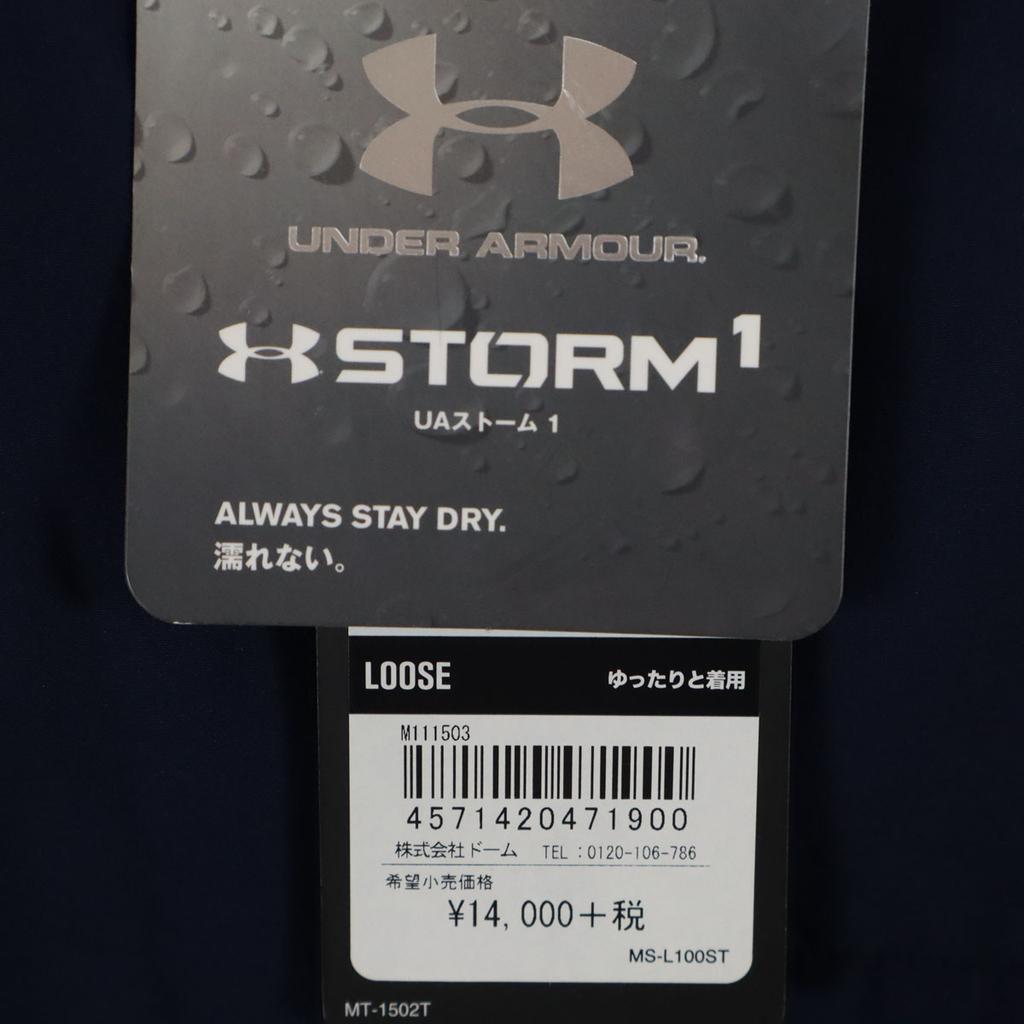 UNDER ARMOUR.
STORM1
UAストーム 1
ALWAYS STAY DRY.
濡れない。
LOOSE ゆったりと着用
M111503
4571420471900
株式会社ドーム TEL:0120-106-786
希望小売価格
¥14,000+税
MS-L100ST
MT-1502T